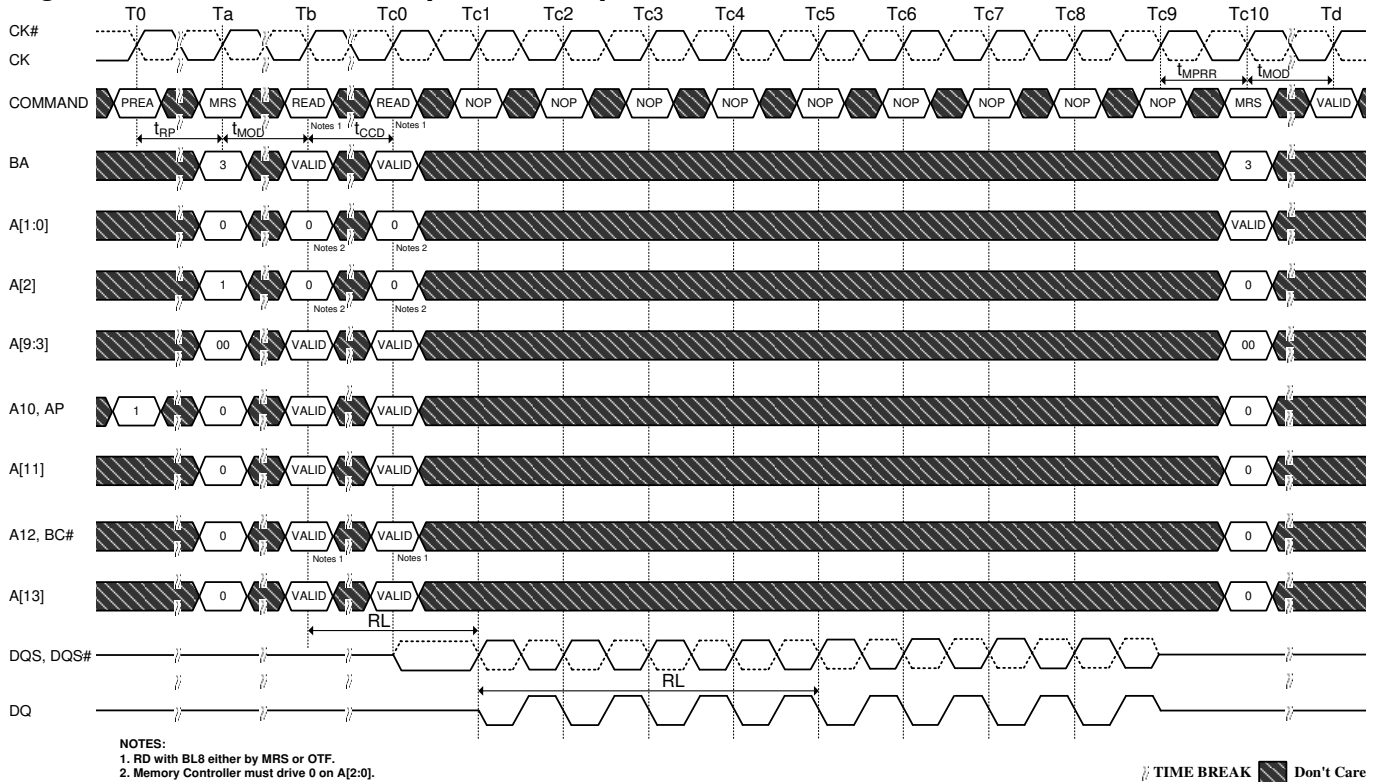 T0 Ta Tb Tc0 Tc1 Tc2 Tc3 Tc4 Tc5 Tc6 Tc7 Tc8 Tc9 Tc10 Td
CK#
CK
tMPRR tMOD
COMMAND PREA MRS READ READ NOP NOP NOP NOP NOP NOP NOP NOP NOP MRS VALID
Notes 1 Notes 1
tRP tMOD tCCD
BA 3 VALID VALID 3
A[1:0] 0 0 0 VALID
Notes 2 Notes 2
A[2] 1 0 0 0
Notes 2 Notes 2
A[9:3] 00 VALID VALID 00
A10, AP 1 0 VALID VALID 0
A[11] 0 VALID VALID 0
A12, BC# 0 VALID VALID 0
Notes 1 Notes 1
A[13] 0 VALID VALID 0
RL
DQS, DQS#
RL
DQ
NOTES:
1. RD with BL8 either by MRS or OTF.
2. Memory Controller must drive 0 on A[2:0].
TIME BREAK Don't Care